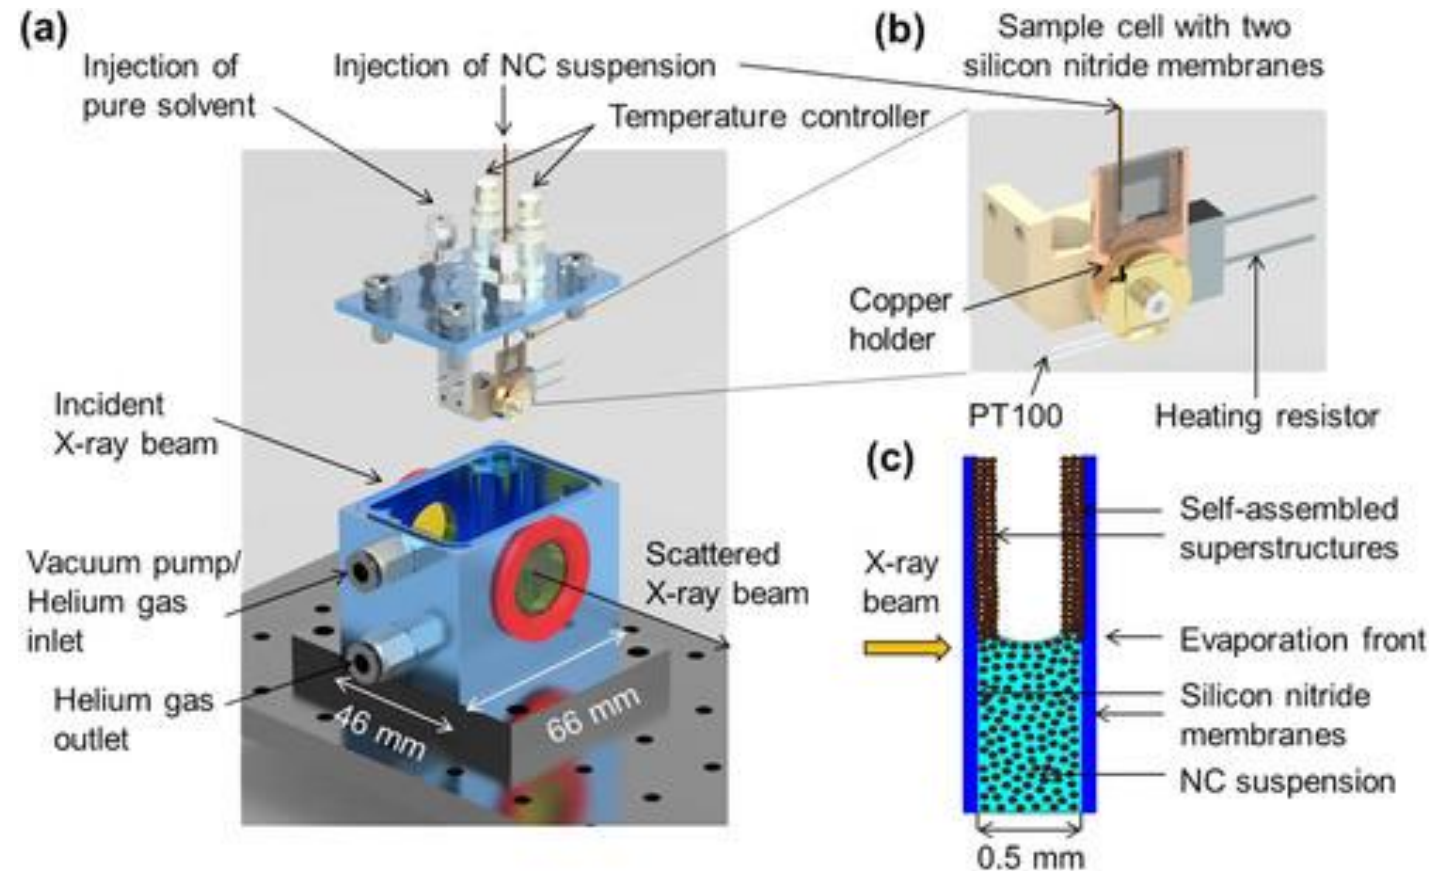 (a)
Injection of
pure solvent
Injection of NC suspension
Temperature controller
Incident
X-ray beam
Vacuum pump/
Helium gas
inlet
Helium gas
outlet
Scattered
X-ray beam
46 mm
66 mm
(b)
Sample cell with two
silicon nitride membranes
Copper
holder
PT100
Heating resistor
(c)
X-ray
beam
Self-assembled
superstructures
Evaporation front
Silicon nitride
membranes
NC suspension
0.5 mm